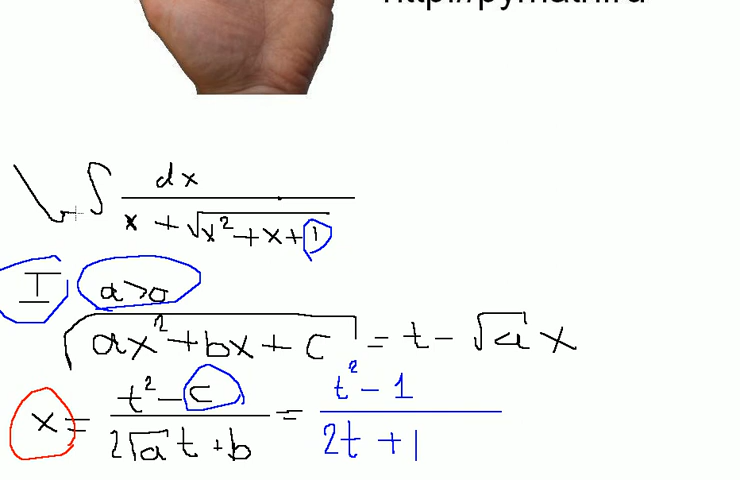 ∫ dx / (x + √(x² + x + 1))
I a>0
√(ax² + bx + c) = t - √a x
x = (t² - c) / (2√a t + b) = (t² - 1) / (2t + 1)